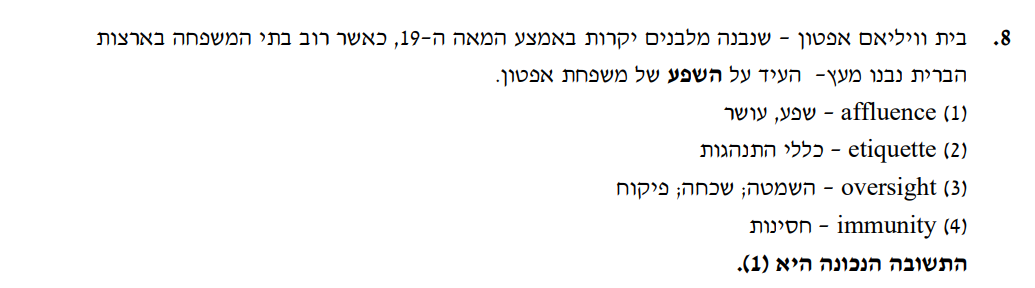 8. בית וויליאם אפטון – שנבנה מלבנים יקרות באמצע המאה ה-19, כאשר רוב בתי המשפחה בארצות
הברית נבנו מעץ- העיד על השפע של משפחת אפטון.
(1) affluence – שפע, עושר
(2) etiquette – כללי התנהגות
(3) oversight – השמטה; שכחה; פיקוח
(4) immunity – חסינות
התשובה הנכונה היא (1).